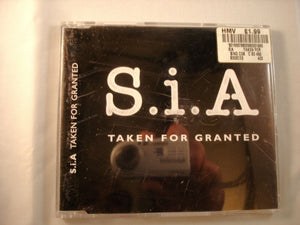 HMV £1.99
S.i.A TAKEN FOR GRANTED
S.i.A
TAKEN FOR GRANTED